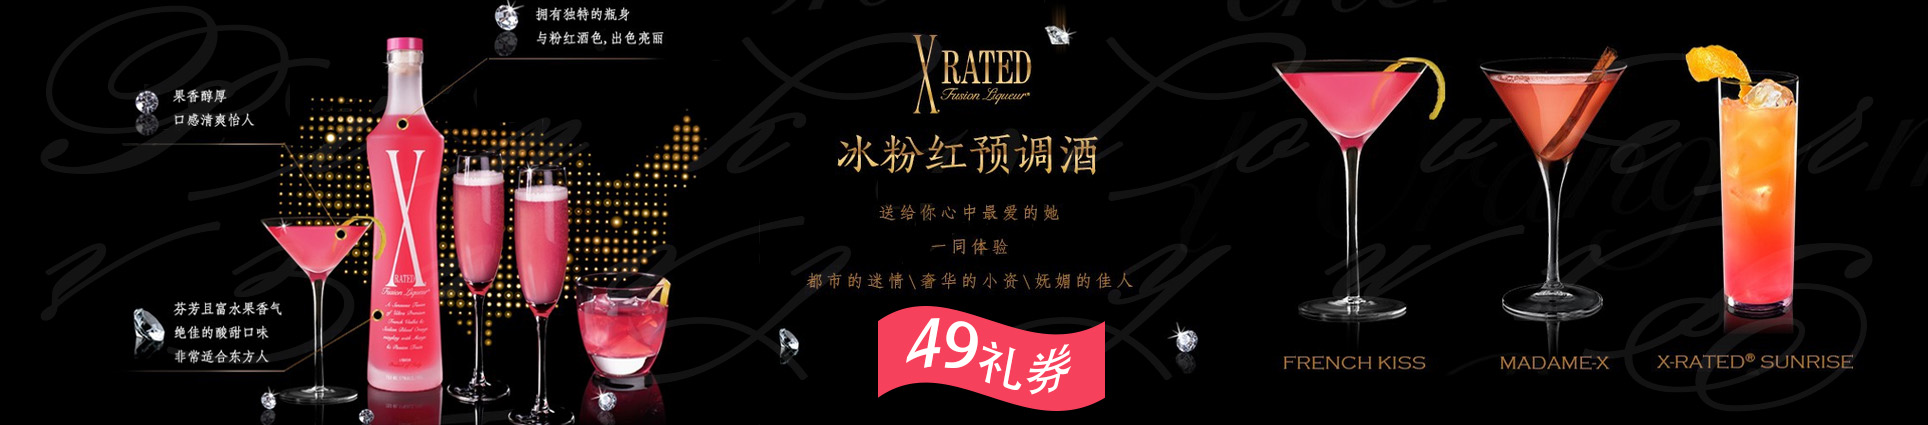 拥有独特的瓶身
与粉红酒色,出色亮丽
果香醇厚
口感清爽怡人
芬芳且富水果香气
绝佳的酸甜口味
非常适合东方人
X
RATED
Fusion Liqueur
X RATED
Fusion Liqueur®
冰粉红预调酒
送给你心中最爱的她
一同体验
都市的迷情\奢华的小资\妩媚的佳人
49礼券
FRENCH KISS
MADAME-X
X-RATED® SUNRISE